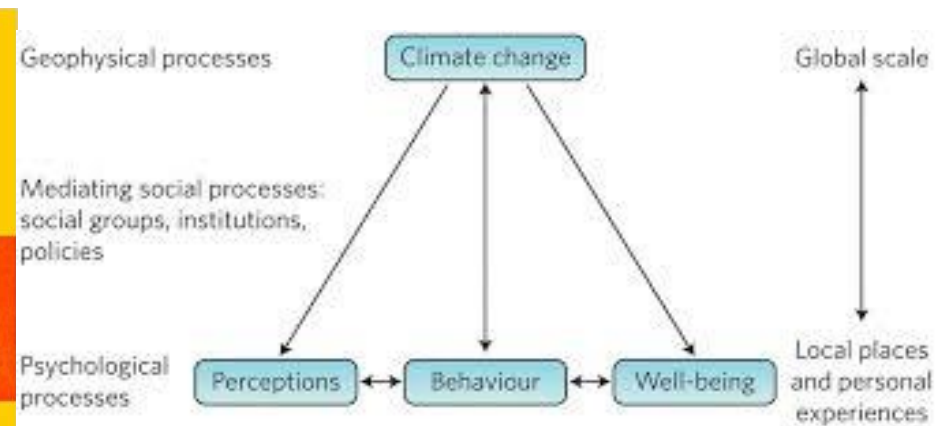 Geophysical processes
Climate change
Global scale
Mediating social processes:
social groups, institutions,
policies
Psychological
processes
Perceptions
Behaviour
Well-being
Local places
and personal
experiences